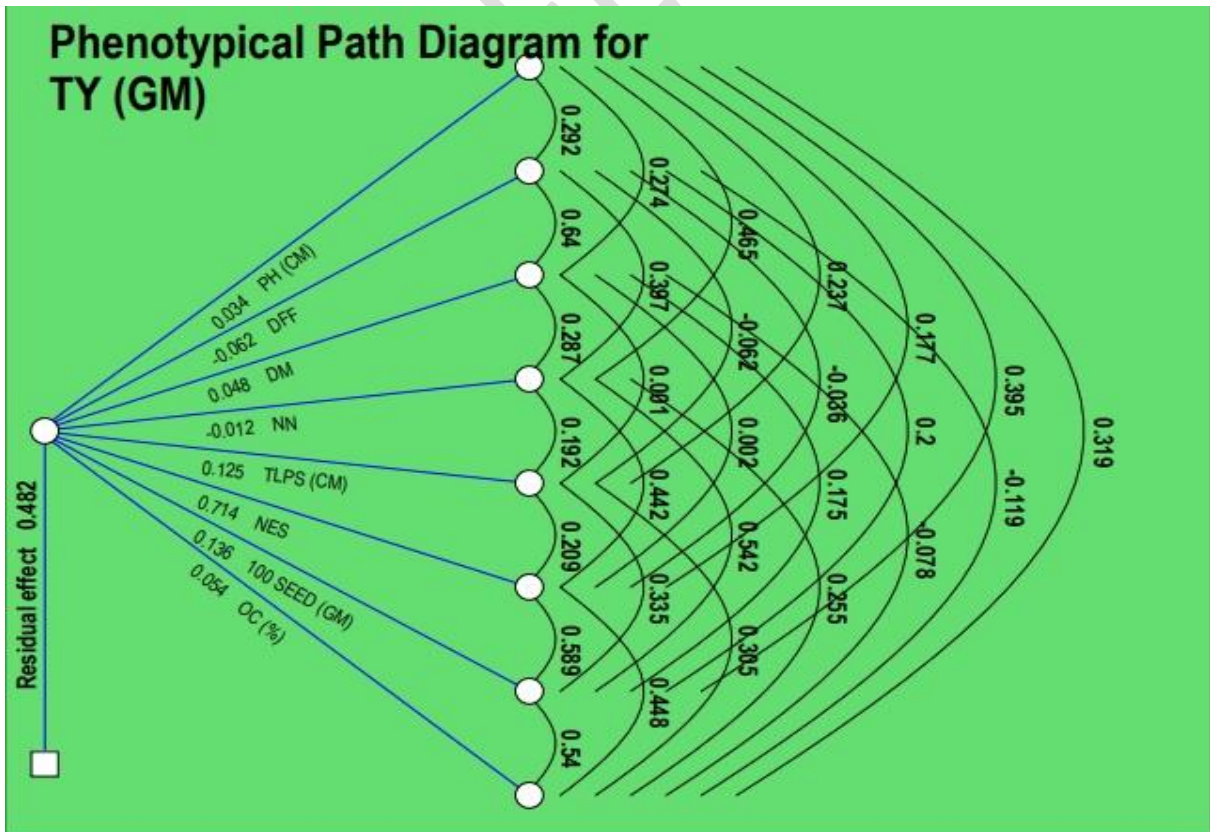 Phenotypical Path Diagram for
TY (GM)
0.034 PH (CM)
-0.062 DFF
0.048 DM
-0.012 NN
0.125 TLPS (CM)
0.714 NES
0.136 100 SEED (GM)
0.054 OC (%)
Residual effect 0.482
0.292
0.64
0.287
0.192
0.209
0.589
0.54
0.274
0.397
0.091
0.442
0.335
0.448
0.465
-0.062
0.002
0.542
0.305
0.237
-0.036
0.175
0.255
0.177
0.2
-0.078
0.395
-0.119
0.319